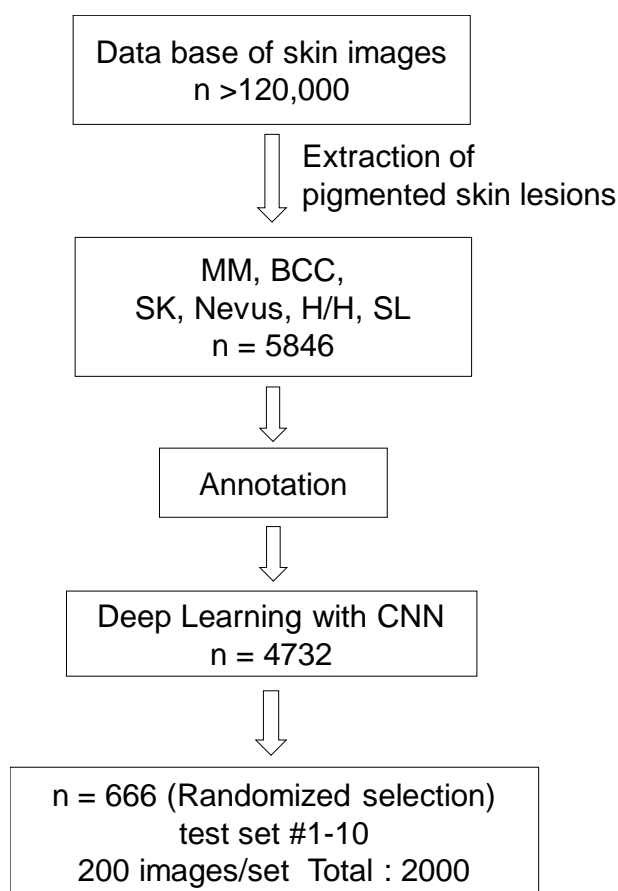 Data base of skin images
n >120,000
Extraction of
pigmented skin lesions
MM, BCC,
SK, Nevus, H/H, SL
n = 5846
Annotation
Deep Learning with CNN
n = 4732
n = 666 (Randomized selection)
test set #1-10
200 images/set  Total : 2000